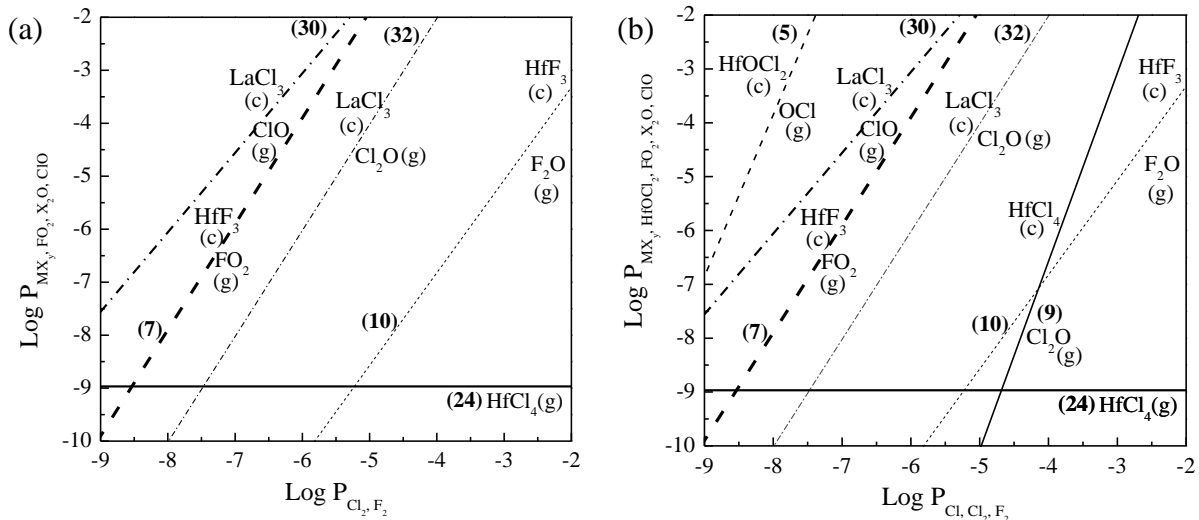 (a)
-2
-3
-4
-5
-6
-7
-8
-9
-10
Log P MXy, FO2, X2O, ClO
(30)
(32)
LaCl3
(c)
ClO
(g)
LaCl3
(c)
Cl2O (g)
HfF3
(c)
F2O
(g)
HfF3
(c)
FO2
(g)
(7)
(10)
(24) HfCl4(g)
-9 -8 -7 -6 -5 -4 -3 -2
Log P Cl2, F2
(b)
-2
-3
-4
-5
-6
-7
-8
-9
-10
Log P MXy, HfOCl2, FO2, X2O, ClO
(5)
(30)
(32)
HfOCl2
(c)
OCl
(g)
LaCl3
(c)
ClO
(g)
LaCl3
(c)
Cl2O (g)
HfF3
(c)
F2O
(g)
HfF3
(c)
FO2
(g)
HfCl4
(c)
(7)
(10)
(9)
Cl2O
(g)
(24) HfCl4(g)
-9 -8 -7 -6 -5 -4 -3 -2
Log P Cl, Cl2, F2